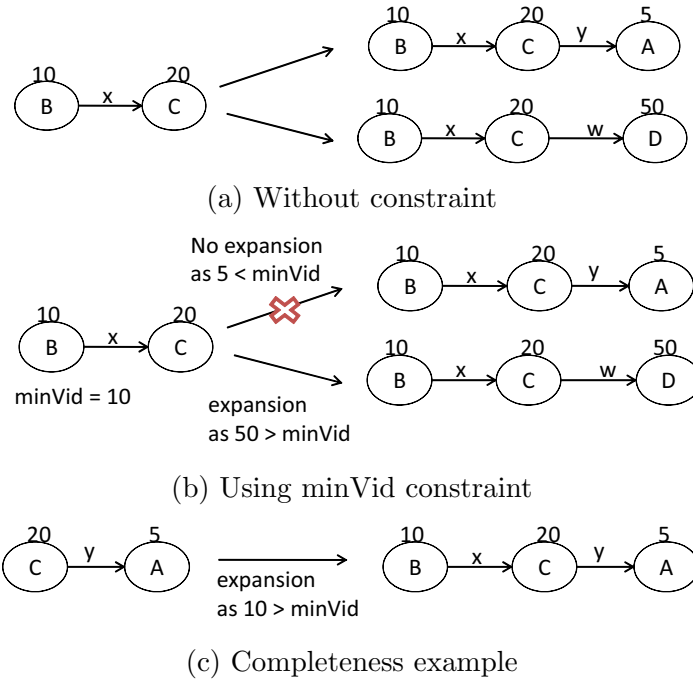 10 5
10 20 B x C y A
B x C 20
10 20 50
B x C w D
(a) Without constraint
No expansion
as 5 < minVid
10 20 5
B x C y A
10 20
B x C
10 20 50
B x C w D
minVid = 10
expansion
as 50 > minVid
(b) Using minVid constraint
20 5
C y A
10 20 5
B x C y A
expansion
as 10 > minVid
(c) Completeness example